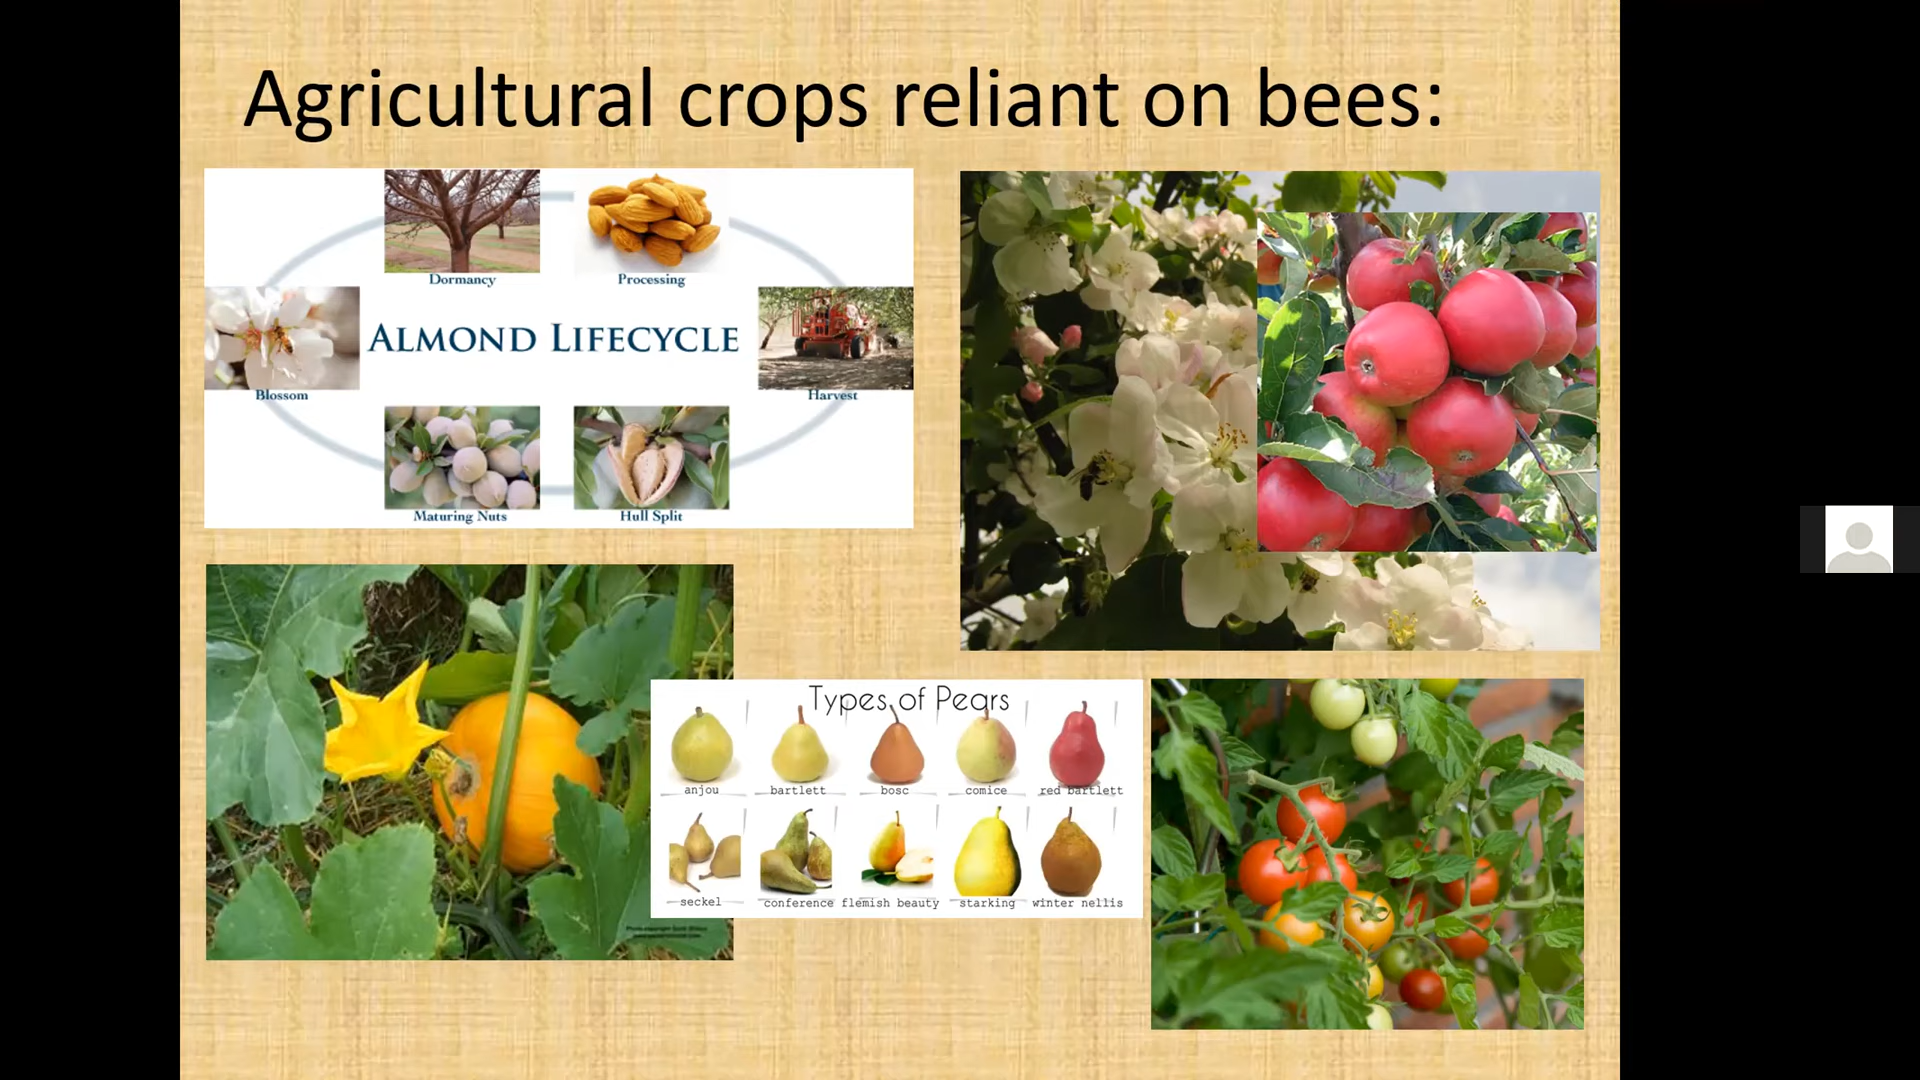 Agricultural crops reliant on bees:
Dormancy
Processing
ALMOND LIFECYCLE
Blossom
Harvest
Maturing Nuts
Hull Split
Types of Pears
anjou bartlett bosc comice red bartlett
seckel conference flemish beauty starking winter nellis